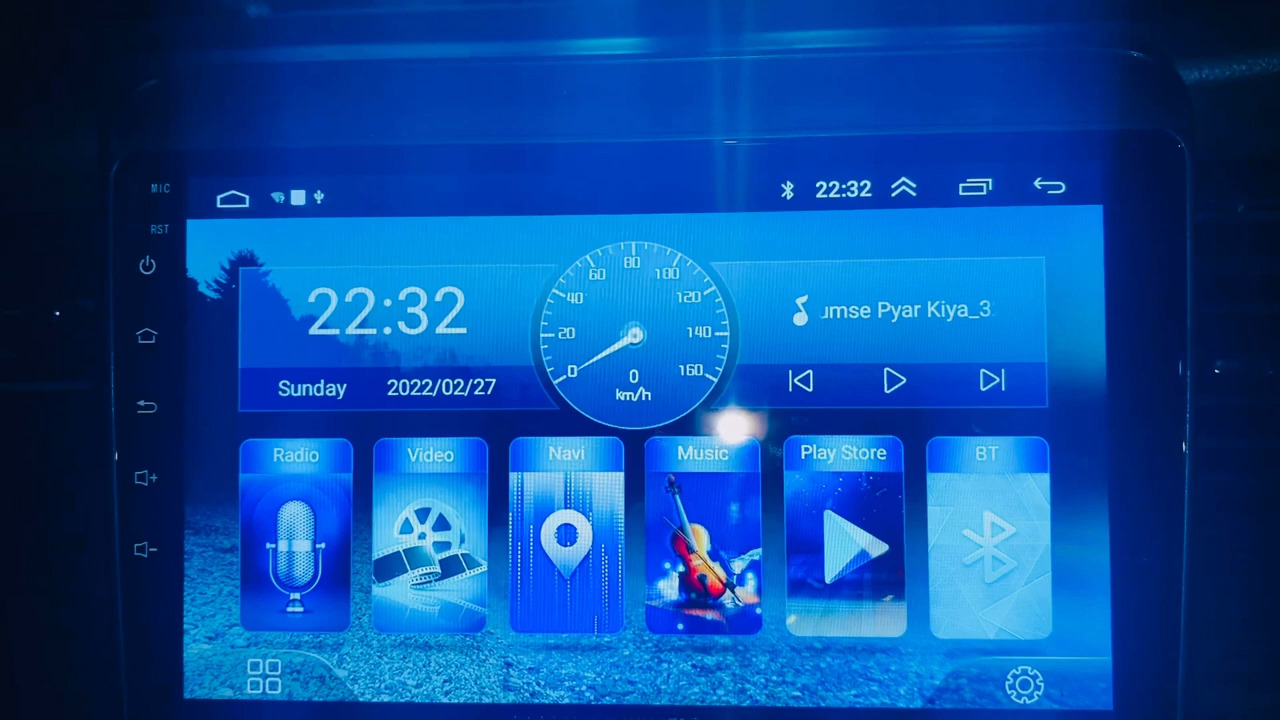 MIC
22:32
RST
22:32
Sunday 2022/02/27
0 20 40 60 80 100 120 140 160
0
km/h
umse Pyar Kiya_3
Radio
Video
Navi
Music
Play Store
BT